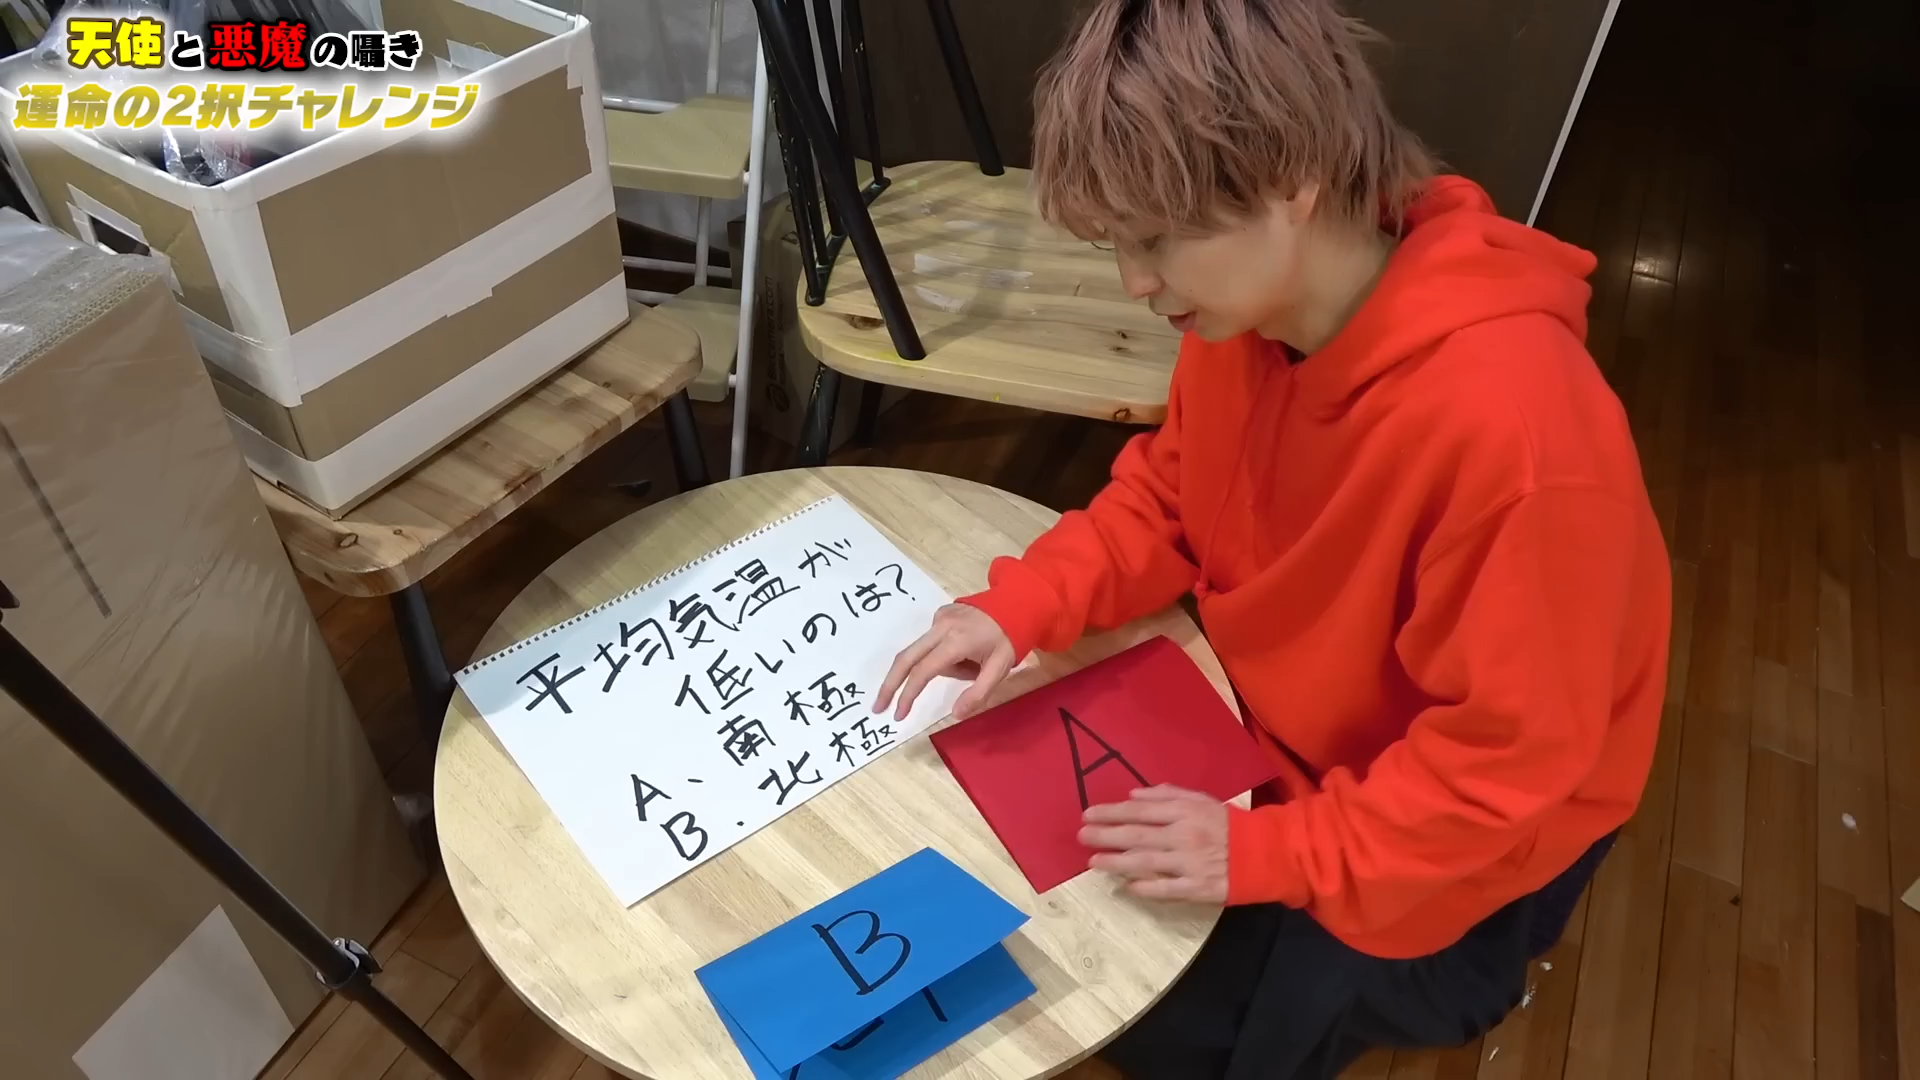 天使と悪魔の囁き
運命の2択チャレンジ
平均気温が
低いのは?
A、南極
B.北極
A
B